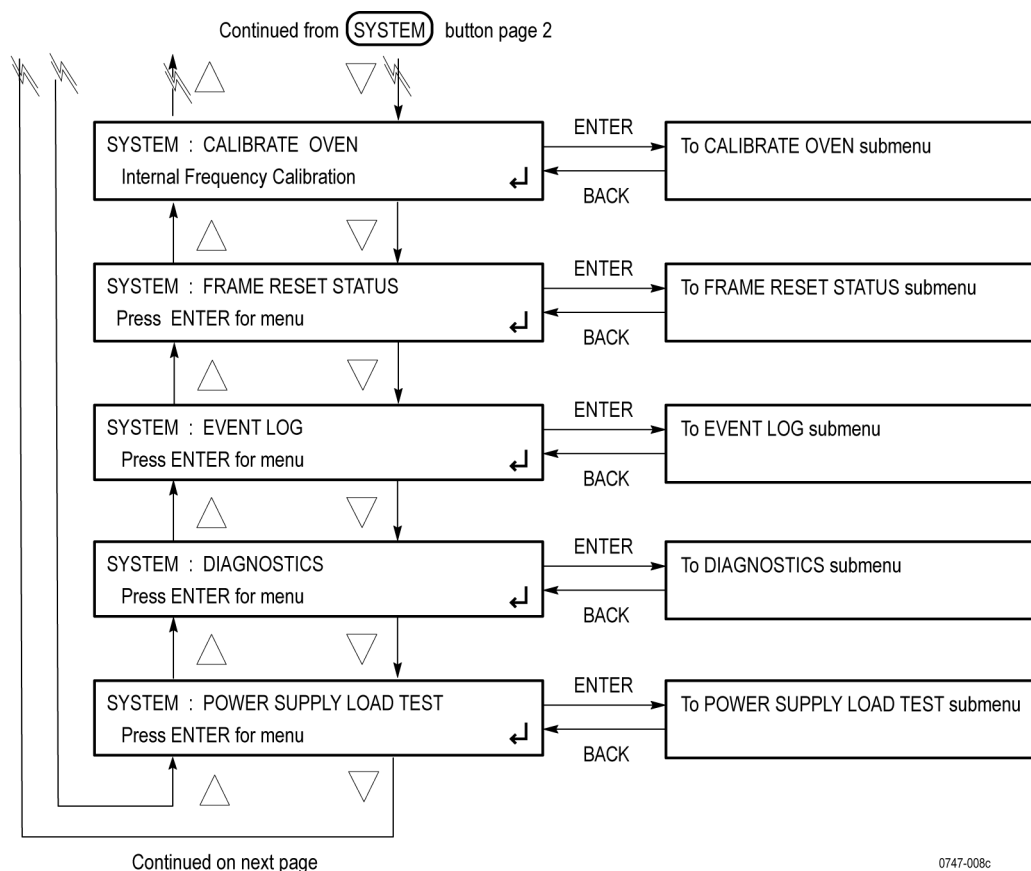 Continued from SYSTEM button page 2
SYSTEM : CALIBRATE OVEN
Internal Frequency Calibration
ENTER
BACK
To CALIBRATE OVEN submenu
SYSTEM : FRAME RESET STATUS
Press ENTER for menu
ENTER
BACK
To FRAME RESET STATUS submenu
SYSTEM : EVENT LOG
Press ENTER for menu
ENTER
BACK
To EVENT LOG submenu
SYSTEM : DIAGNOSTICS
Press ENTER for menu
ENTER
BACK
To DIAGNOSTICS submenu
SYSTEM : POWER SUPPLY LOAD TEST
Press ENTER for menu
ENTER
BACK
To POWER SUPPLY LOAD TEST submenu
Continued on next page
0747-008c